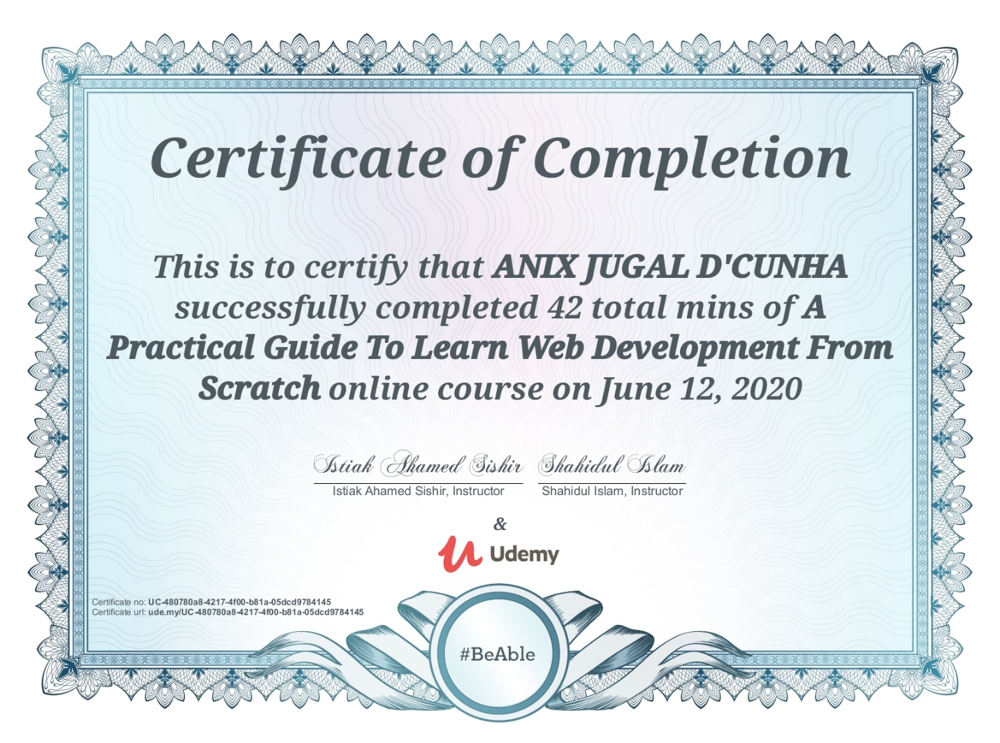 Certificate of Completion
This is to certify that ANIX JUGAL D'CUNHA
successfully completed 42 total mins of A
Practical Guide To Learn Web Development From
Scratch online course on June 12, 2020
Istiak Ahamed Sishir Shahidul Islam
Istiak Ahamed Sishir, Instructor Shahidul Islam, Instructor
&
Udemy
Certificate no: UC-480780a8-4217-4f00-b81a-05dcd9784145
Certificate url: ude.my/UC-480780a8-4217-4f00-b81a-05dcd9784145
#BeAble